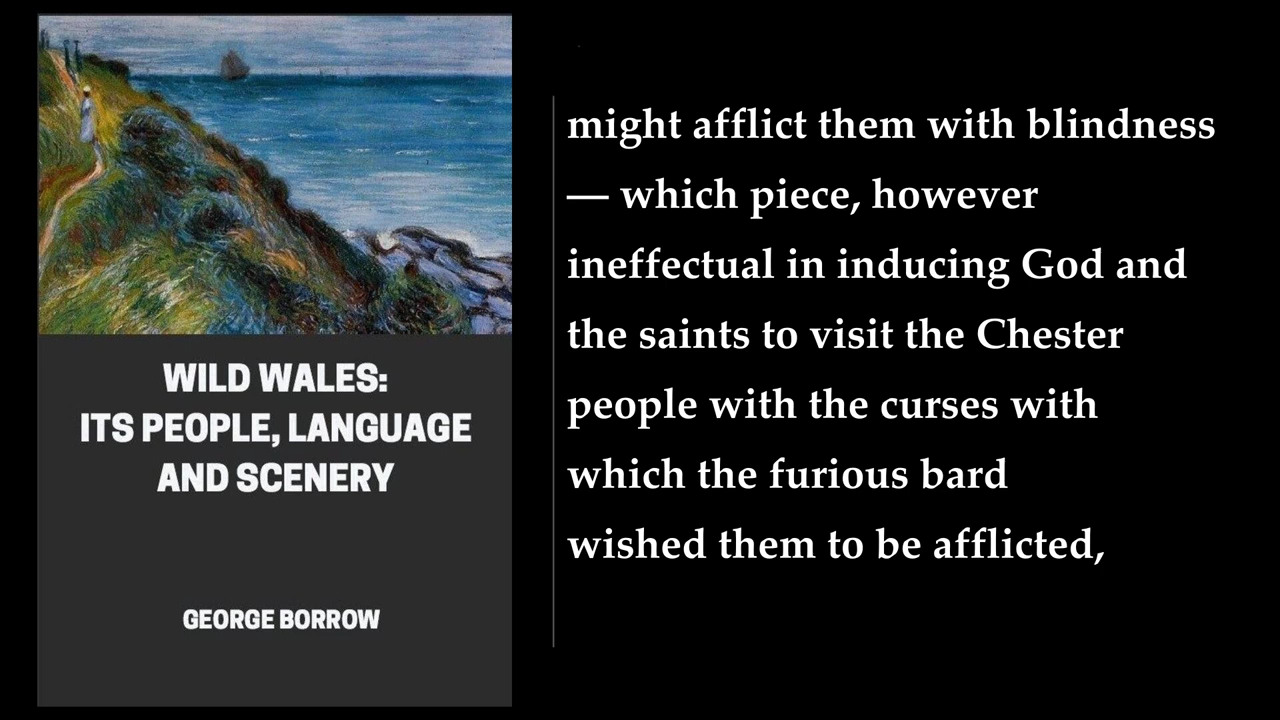 WILD WALES:
ITS PEOPLE, LANGUAGE
AND SCENERY
GEORGE BORROW
might afflict them with blindness
— which piece, however
ineffectual in inducing God and
the saints to visit the Chester
people with the curses with
which the furious bard
wished them to be afflicted,